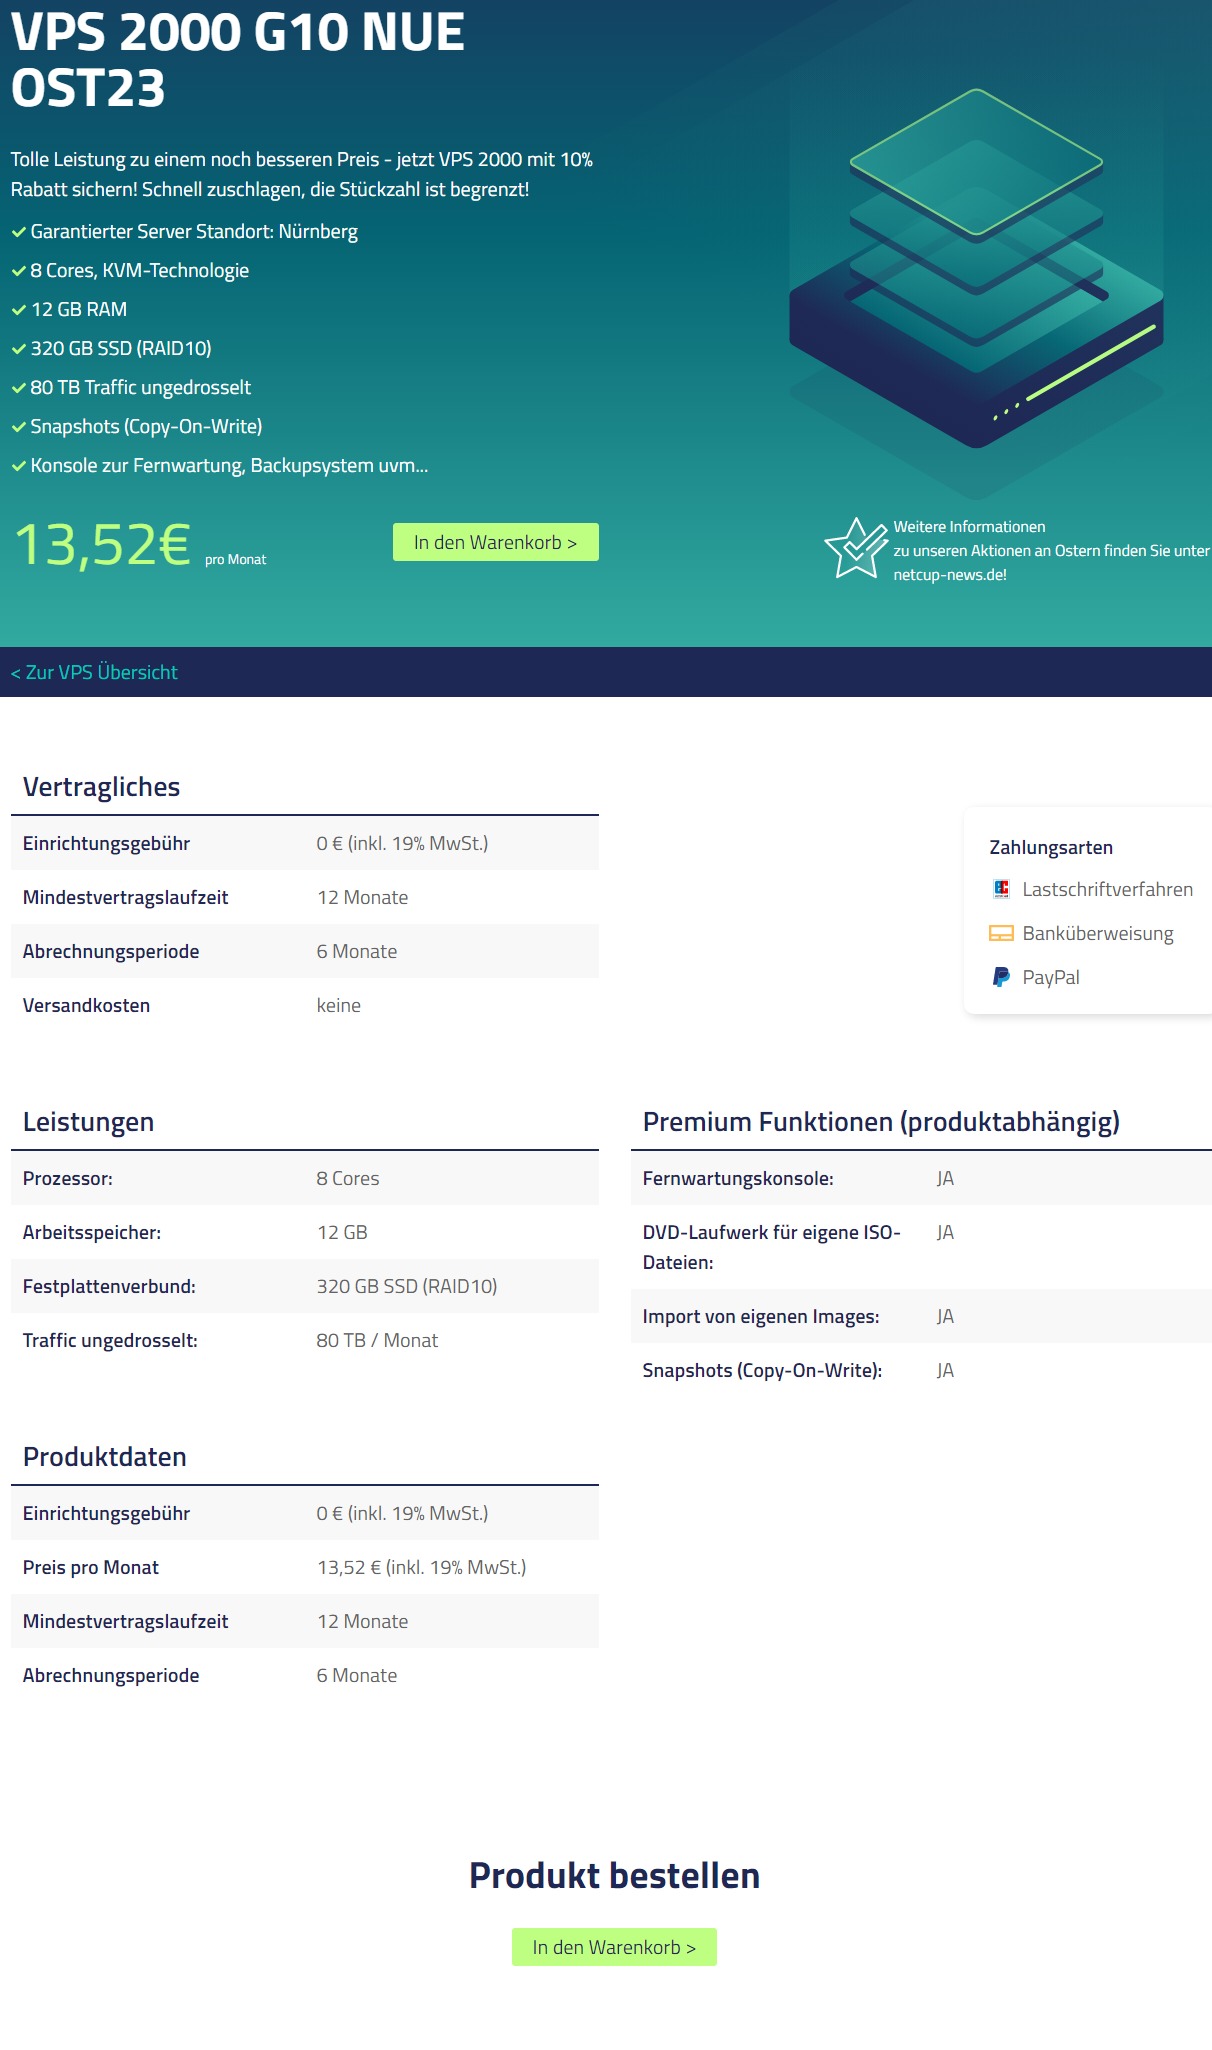 VPS 2000 G10 NUE
OST23
Tolle Leistung zu einem noch besseren Preis - jetzt VPS 2000 mit 10%
Rabatt sichern! Schnell zuschlagen, die Stückzahl ist begrenzt!
Garantierter Server Standort: Nürnberg
8 Cores, KVM-Technologie
12 GB RAM
320 GB SSD (RAID10)
80 TB Traffic ungedrosselt
Snapshots (Copy-On-Write)
Konsole zur Fernwartung, Backupsystem uvm...
13,52€ pro Monat
In den Warenkorb >
Weitere Informationen
zu unseren Aktionen an Ostern finden Sie unter
netcup-news.de!
< Zur VPS Übersicht
Vertragliches
Einrichtungsgebühr 0 € (inkl. 19% MwSt.)
Mindestvertragslaufzeit 12 Monate
Abrechnungsperiode 6 Monate
Versandkosten keine
Zahlungsarten
Lastschriftverfahren
Banküberweisung
PayPal
Leistungen
Prozessor: 8 Cores
Arbeitsspeicher: 12 GB
Festplattenverbund: 320 GB SSD (RAID10)
Traffic ungedrosselt: 80 TB / Monat
Premium Funktionen (produktabhängig)
Fernwartungskonsole: JA
DVD-Laufwerk für eigene ISO- JA
Dateien:
Import von eigenen Images: JA
Snapshots (Copy-On-Write): JA
Produktdaten
Einrichtungsgebühr 0 € (inkl. 19% MwSt.)
Preis pro Monat 13,52 € (inkl. 19% MwSt.)
Mindestvertragslaufzeit 12 Monate
Abrechnungsperiode 6 Monate
Produkt bestellen
In den Warenkorb >